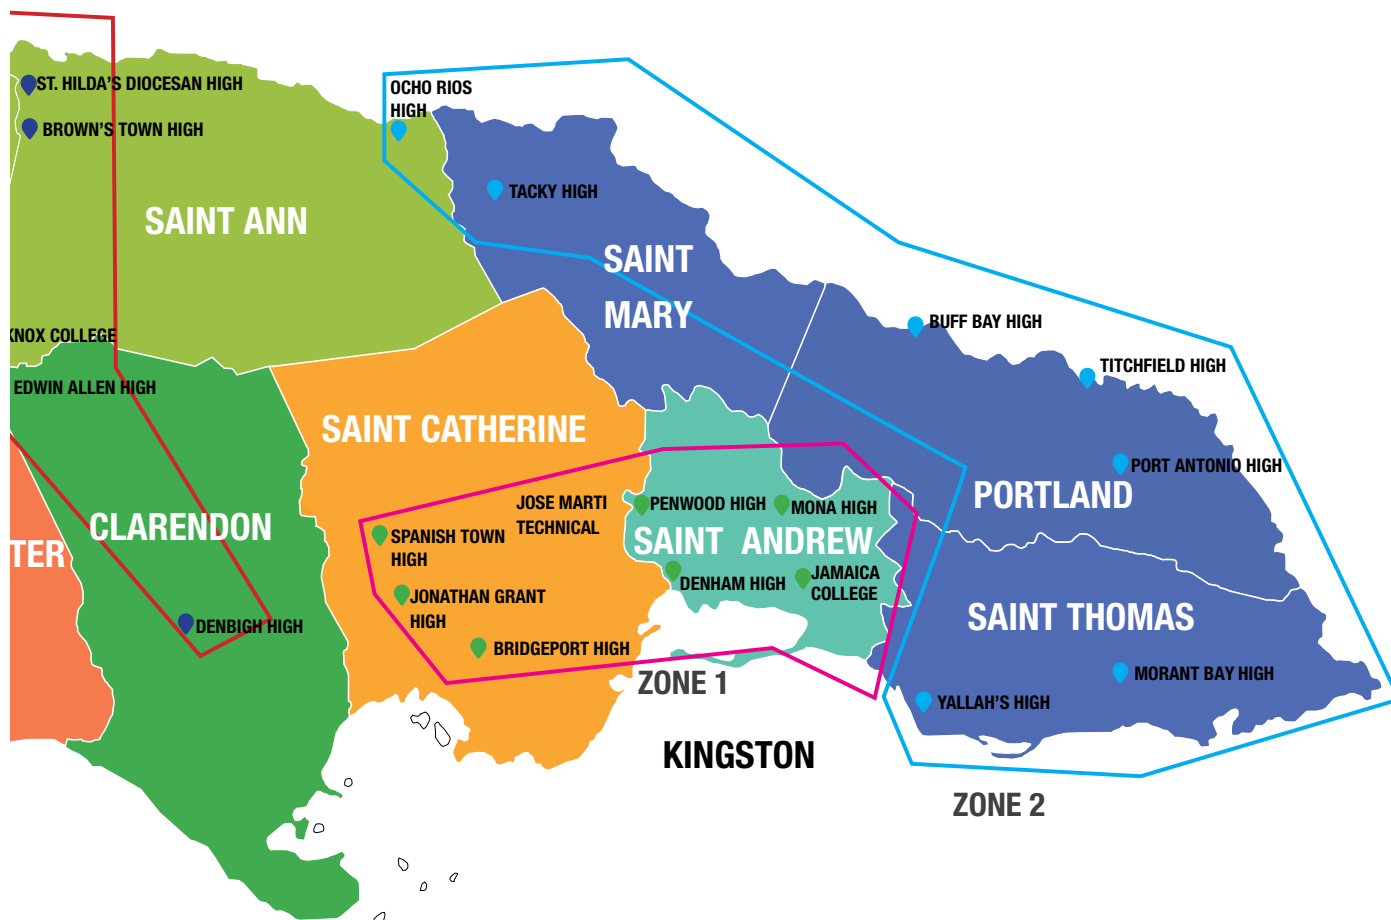 ST. HILDA'S DIOCESAN HIGH
BROWN'S TOWN HIGH
OCHO RIOS
HIGH
TACKY HIGH
SAINT ANN
SAINT
MARY
BUFF BAY HIGH
KNOX COLLEGE
TITCHFIELD HIGH
EDWIN ALLEN HIGH
SAINT CATHERINE
PORT ANTONIO HIGH
PORTLAND
JOSE MARTI
TECHNICAL
PENWOOD HIGH
MONA HIGH
CLARENDON
SPANISH TOWN
HIGH
SAINT ANDREW
TER
DENHAM HIGH
JAMAICA
COLLEGE
JONATHAN GRANT
HIGH
SAINT THOMAS
DENBIGH HIGH
BRIDGEPORT HIGH
ZONE 1
MORANT BAY HIGH
YALLAH'S HIGH
KINGSTON
ZONE 2